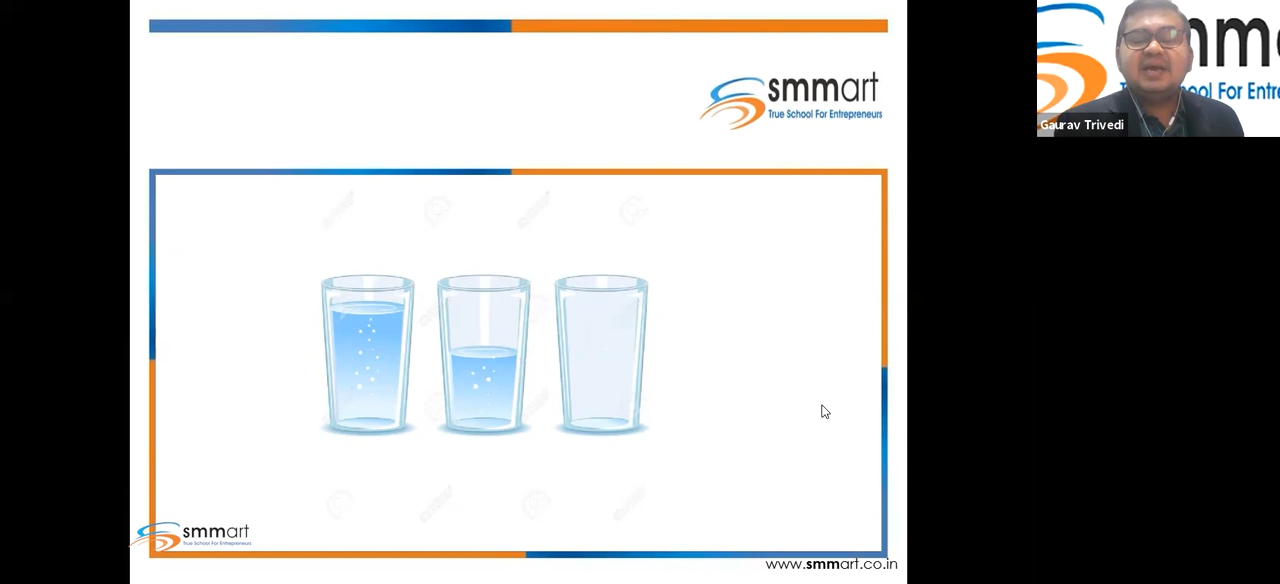 smmart
True School For Entrepreneurs
Gaurav Trivedi
smmart
True School For Entrepreneurs
www.smmart.co.in